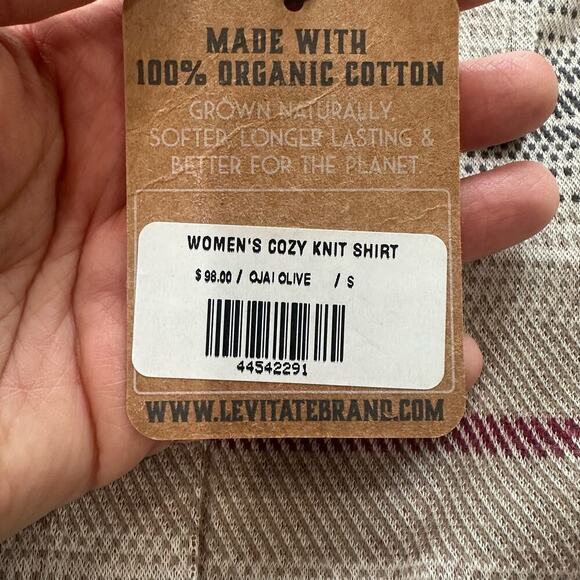 MADE WITH
100% ORGANIC COTTON
GROWN NATURALLY.
SOFTER, LONGER LASTING &
BETTER FOR THE PLANET.
WOMEN'S COZY KNIT SHIRT
$98.00 / OJAI OLIVE / S
44542291
WWW.LEVITATEBRAND.COM